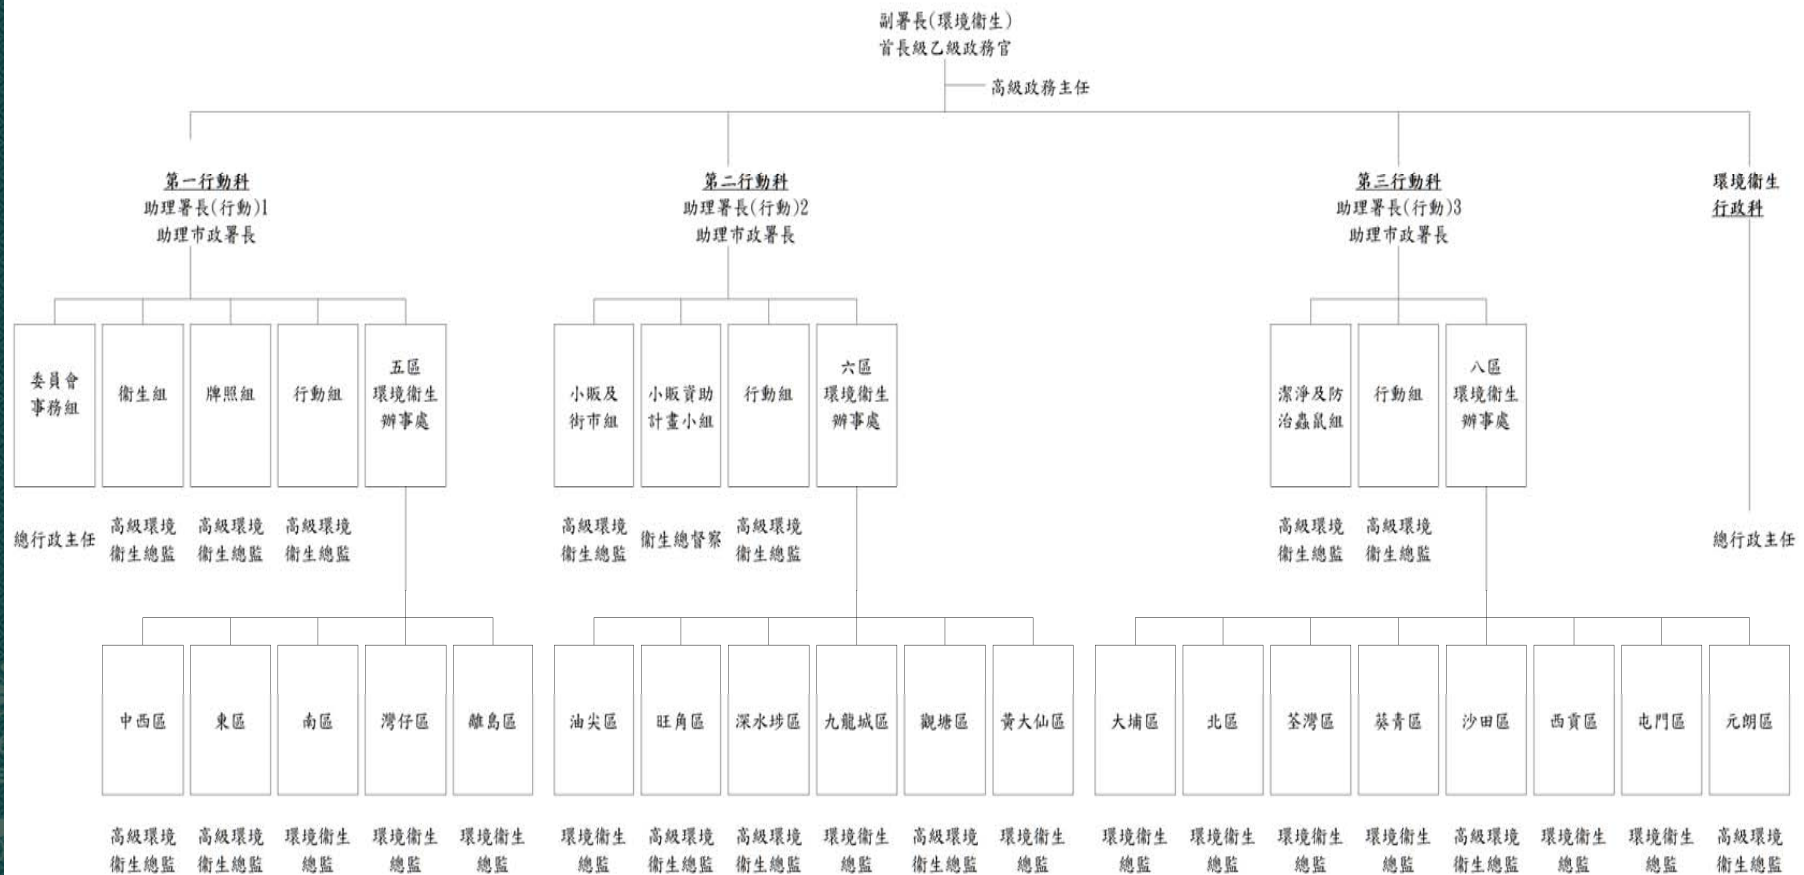 副署長(環境衞生)
首長級乙級政務官
高級政務主任
第一行動科
助理署長(行動)1
助理市政署長
第二行動科
助理署長(行動)2
助理市政署長
第三行動科
助理署長(行動)3
助理市政署長
環境衞生
行政科
委員會
事務組
衞生組
牌照組
行動組
五區
環境衞生
辦事處
小販及
街市組
小販資助
計畫小組
行動組
六區
環境衞生
辦事處
潔淨及防
治蟲鼠組
行動組
八區
環境衞生
辦事處
總行政主任
高級環境
衞生總監
高級環境
衞生總監
高級環境
衞生總監
高級環境
衞生總監
衞生總督察
高級環境
衞生總監
高級環境
衞生總監
高級環境
衞生總監
總行政主任
中西區
東區
南區
灣仔區
離島區
油尖區
旺角區
深水埗區
九龍城區
觀塘區
黃大仙區
大埔區
北區
荃灣區
葵青區
沙田區
西貢區
屯門區
元朗區
高級環境
衞生總監
高級環境
衞生總監
環境衞生
總監
環境衞生
總監
環境衞生
總監
環境衞生
總監
高級環境
衞生總監
高級環境
衞生總監
環境衞生
總監
高級環境
衞生總監
環境衞生
總監
環境衞生
總監
環境衞生
總監
環境衞生
總監
環境衞生
總監
高級環境
衞生總監
環境衞生
總監
環境衞生
總監
高級環境
衞生總監